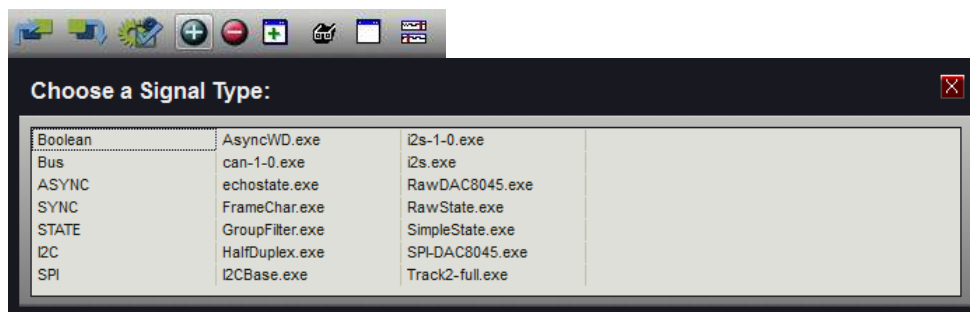 Choose a Signal Type:
Boolean AsyncWD.exe i2s-1-0.exe
Bus can-1-0.exe i2s.exe
ASYNC echostate.exe RawDAC8045.exe
SYNC FrameChar.exe RawState.exe
STATE GroupFilter.exe SimpleState.exe
I2C HalfDuplex.exe SPI-DAC8045.exe
SPI I2CBase.exe Track2-full.exe